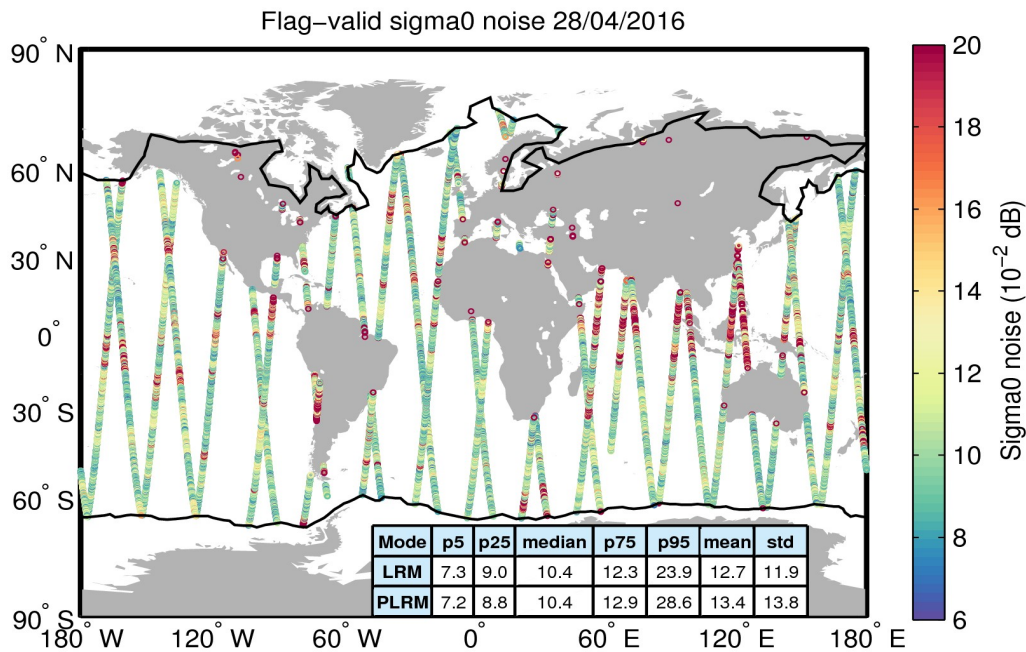 Flag−valid sigma0 noise 28/04/2016
90° N
60° N
30° N
0°
30° S
60° S
90° S
180° W
120° W
60° W
0°
60° E
120° E
180° E
Mode p5 p25 median p75 p95 mean std
LRM 7.3 9.0 10.4 12.3 23.9 12.7 11.9
PLRM 7.2 8.8 10.4 12.9 28.6 13.4 13.8
20
18
16
14
12
10
8
6
Sigma0 noise (10⁻² dB)